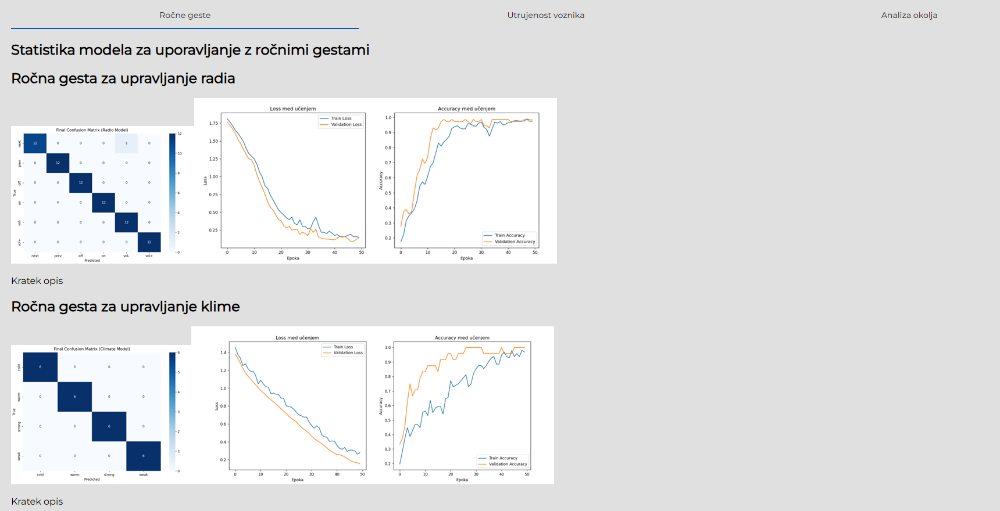 Ročne geste
Utrujenost voznika
Analiza okolja
Statistika modela za uporavljanje z ročnimi gestami
Ročna gesta za upravljanje radia
Final Confusion Matrix (Radio Model)
next 11 0 0 0 1 0
prev 0 12 0 0 0 0
off 0 0 12 0 0 0
on 0 0 0 12 0 0
vol- 0 0 0 0 12 0
vol+ 0 0 0 0 0 12
True
next prev off on vol- vol+
Predicted
12
10
8
6
4
2
0
Loss med učenjem
Train Loss
Validation Loss
1.75
1.50
1.25
1.00
0.75
0.50
0.25
Loss
0 10 20 30 40 50
Epoka
Accuracy med učenjem
1.0
0.9
0.8
0.7
0.6
0.5
0.4
0.3
0.2
Accuracy
Train Accuracy
Validation Accuracy
0 10 20 30 40 50
Epoka
Kratek opis
Ročna gesta za upravljanje klime
Final Confusion Matrix (Climate Model)
cold 6 0 0 0
warm 0 6 0 0
strong 0 0 6 0
weak 0 0 0 6
True
cold warm strong weak
Predicted
6
5
4
3
2
1
0
Loss med učenjem
Train Loss
Validation Loss
1.4
1.2
1.0
0.8
0.6
0.4
0.2
Loss
0 10 20 30 40 50
Epoka
Accuracy med učenjem
1.0
0.9
0.8
0.7
0.6
0.5
0.4
0.3
0.2
Accuracy
Train Accuracy
Validation Accuracy
0 10 20 30 40 50
Epoka
Kratek opis